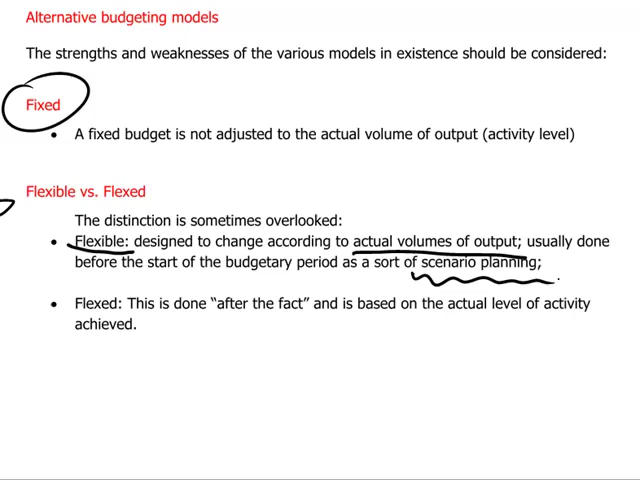 Alternative budgeting models
The strengths and weaknesses of the various models in existence should be considered:
Fixed
• A fixed budget is not adjusted to the actual volume of output (activity level)
Flexible vs. Flexed
The distinction is sometimes overlooked:
• Flexible: designed to change according to actual volumes of output; usually done
before the start of the budgetary period as a sort of scenario planning;
• Flexed: This is done “after the fact” and is based on the actual level of activity
achieved.